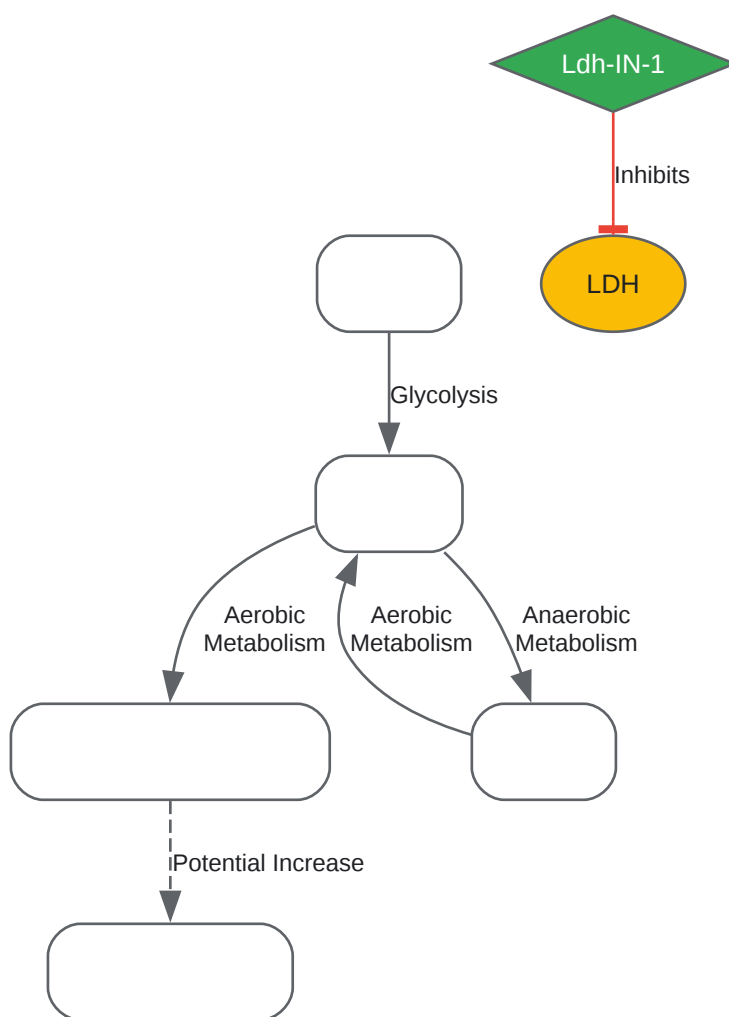 Ldh-IN-1
Inhibits
LDH
Glycolysis
Aerobic
Metabolism
Aerobic
Metabolism
Anaerobic
Metabolism
Potential Increase